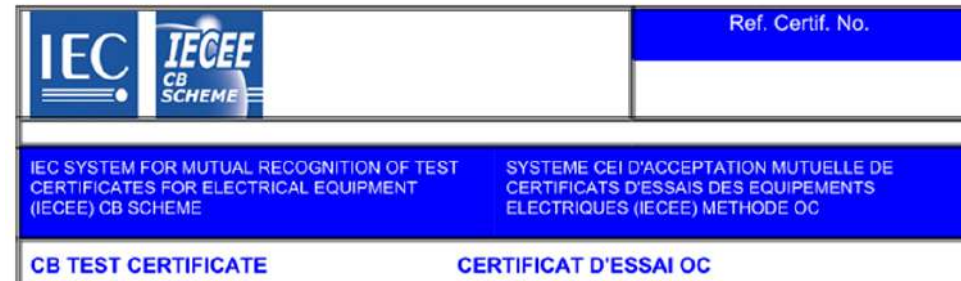 IEC
IECEE
CB
SCHEME
Ref. Certif. No.
IEC SYSTEM FOR MUTUAL RECOGNITION OF TEST
CERTIFICATES FOR ELECTRICAL EQUIPMENT
(IECEE) CB SCHEME
SYSTEME CEI D'ACCEPTATION MUTUELLE DE
CERTIFICATS D'ESSAIS DES EQUIPEMENTS
ELECTRIQUES (IECEE) METHODE OC
CB TEST CERTIFICATE
CERTIFICAT D'ESSAI OC